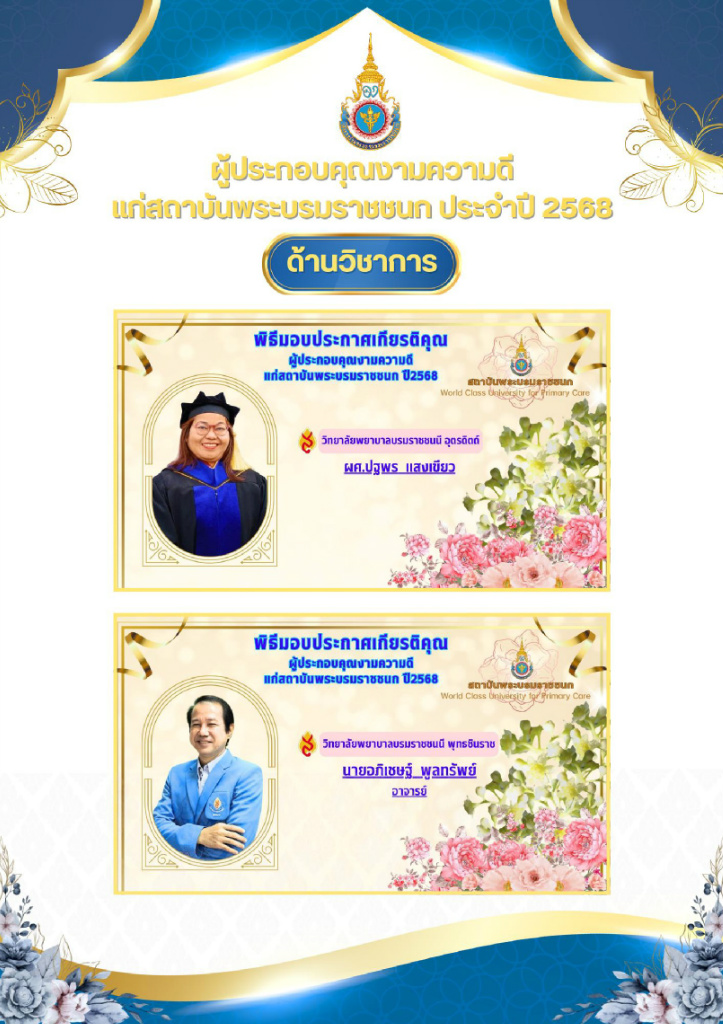 ผู้ประกอบคุณงามความดี
แก่สถาบันพระบรมราชชนก ประจำปี 2568
ด้านวิชาการ
พิธีมอบประกาศเกียรติคุณ
ผู้ประกอบคุณงามความดี
แก่สถาบันพระบรมราชชนก ปี2568
สถาบันพระบรมราชชนก
World Class University for Primary Care
วิทยาลัยพยาบาลบรมราชชนนี อุตรดิตถ์
ผศ.ปฐพร แสงเขียว
พิธีมอบประกาศเกียรติคุณ
ผู้ประกอบคุณงามความดี
แก่สถาบันพระบรมราชชนก ปี2568
สถาบันพระบรมราชชนก
World Class University for Primary Care
วิทยาลัยพยาบาลบรมราชชนนี พุทธชินราช
นายอภิเชษฐ์ พูลทรัพย์
อาจารย์